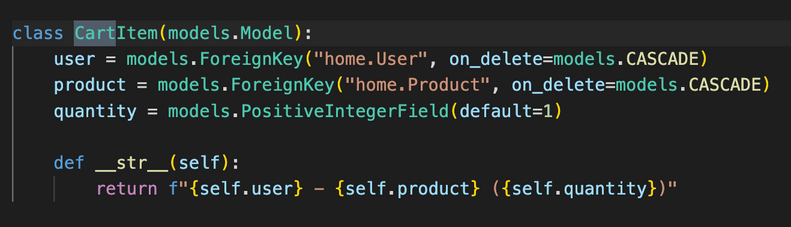 class CartItem(models.Model):
    user = models.ForeignKey("home.User", on_delete=models.CASCADE)
    product = models.ForeignKey("home.Product", on_delete=models.CASCADE)
    quantity = models.PositiveIntegerField(default=1)

    def __str__(self):
        return f"{self.user} - {self.product} ({self.quantity})"